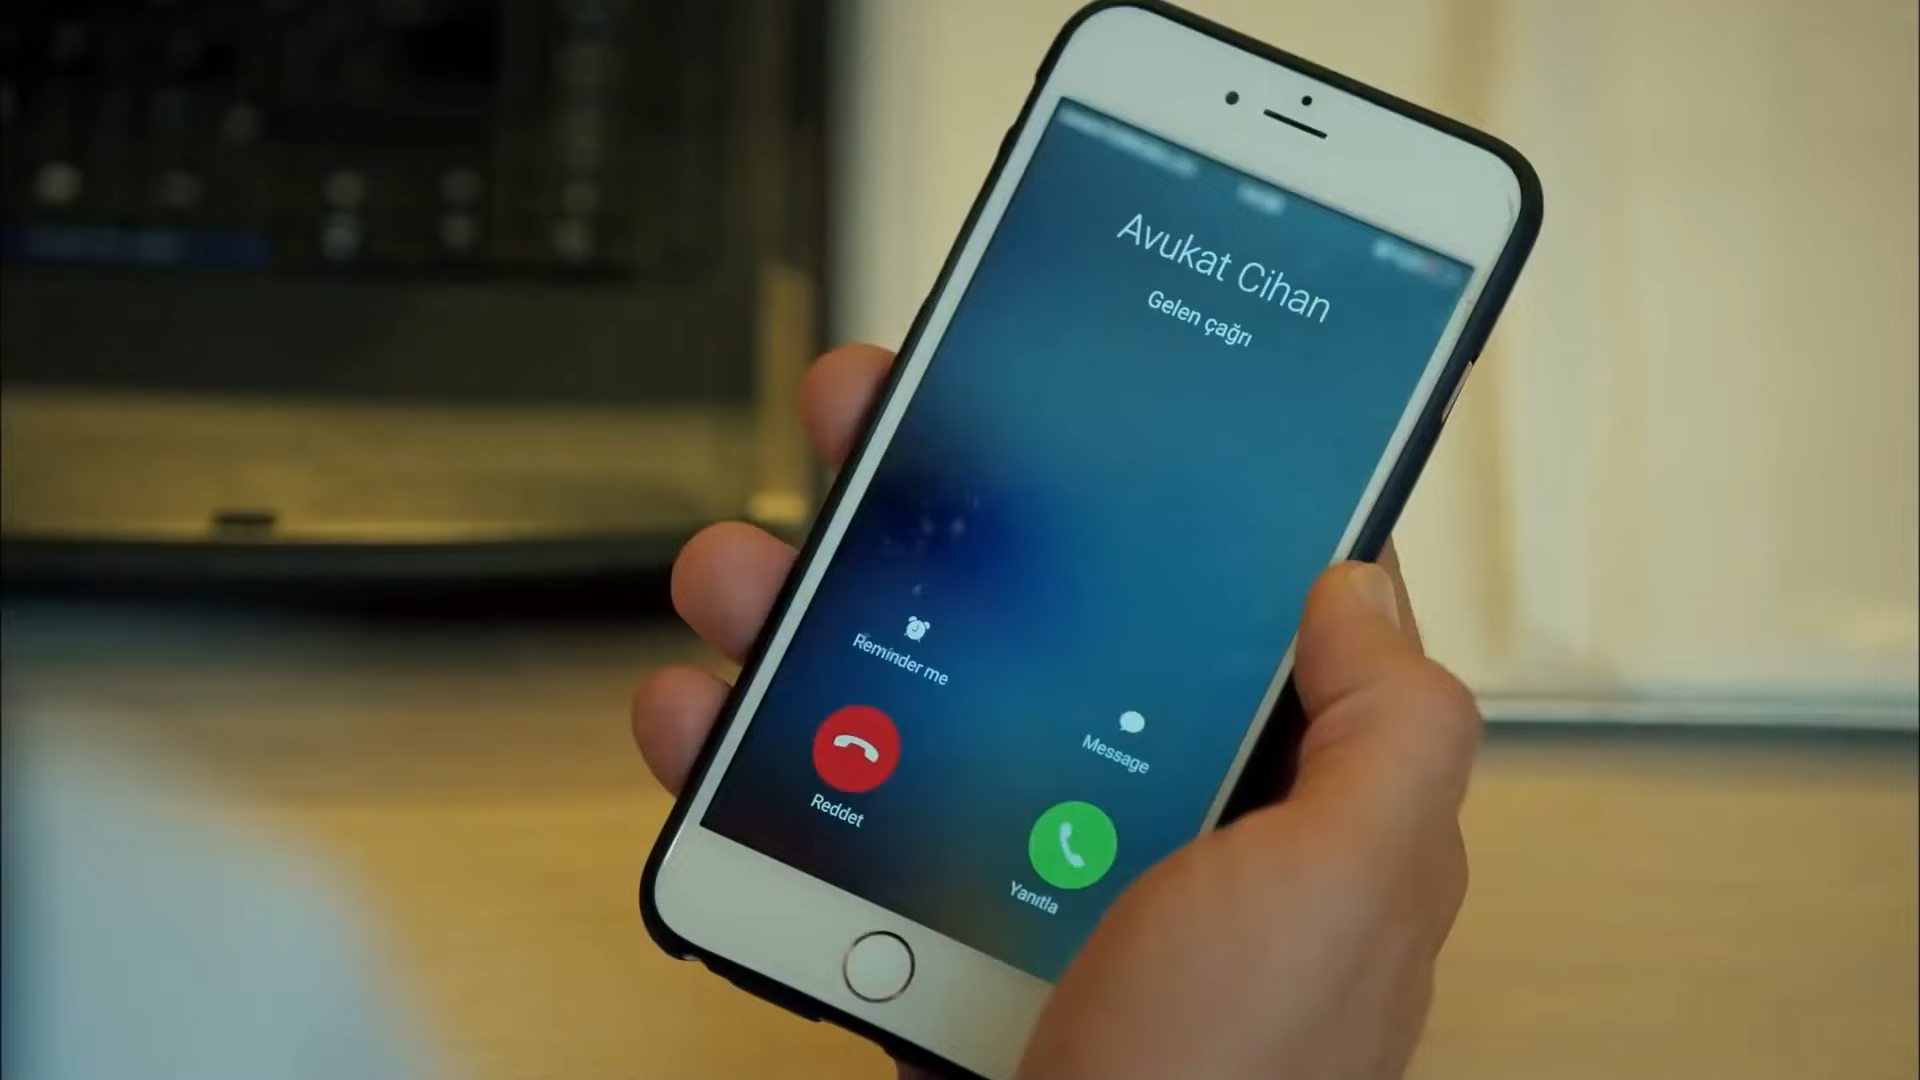 Avukat Cihan
Gelen çağrı
Reminder me
Message
Reddet
Yanıtla